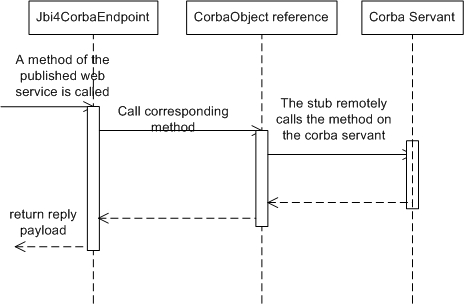 Jbi4CorbaEndpoint
CorbaObject reference
Corba Servant
A method of the
published web
service is called
Call corresponding
method
The stub remotely
calls the method on
the corba servant
return reply
payload